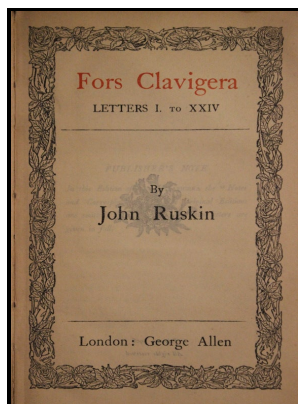 Fors Clavigera
LETTERS I. TO XXIV
By
John Ruskin
London: George Allen